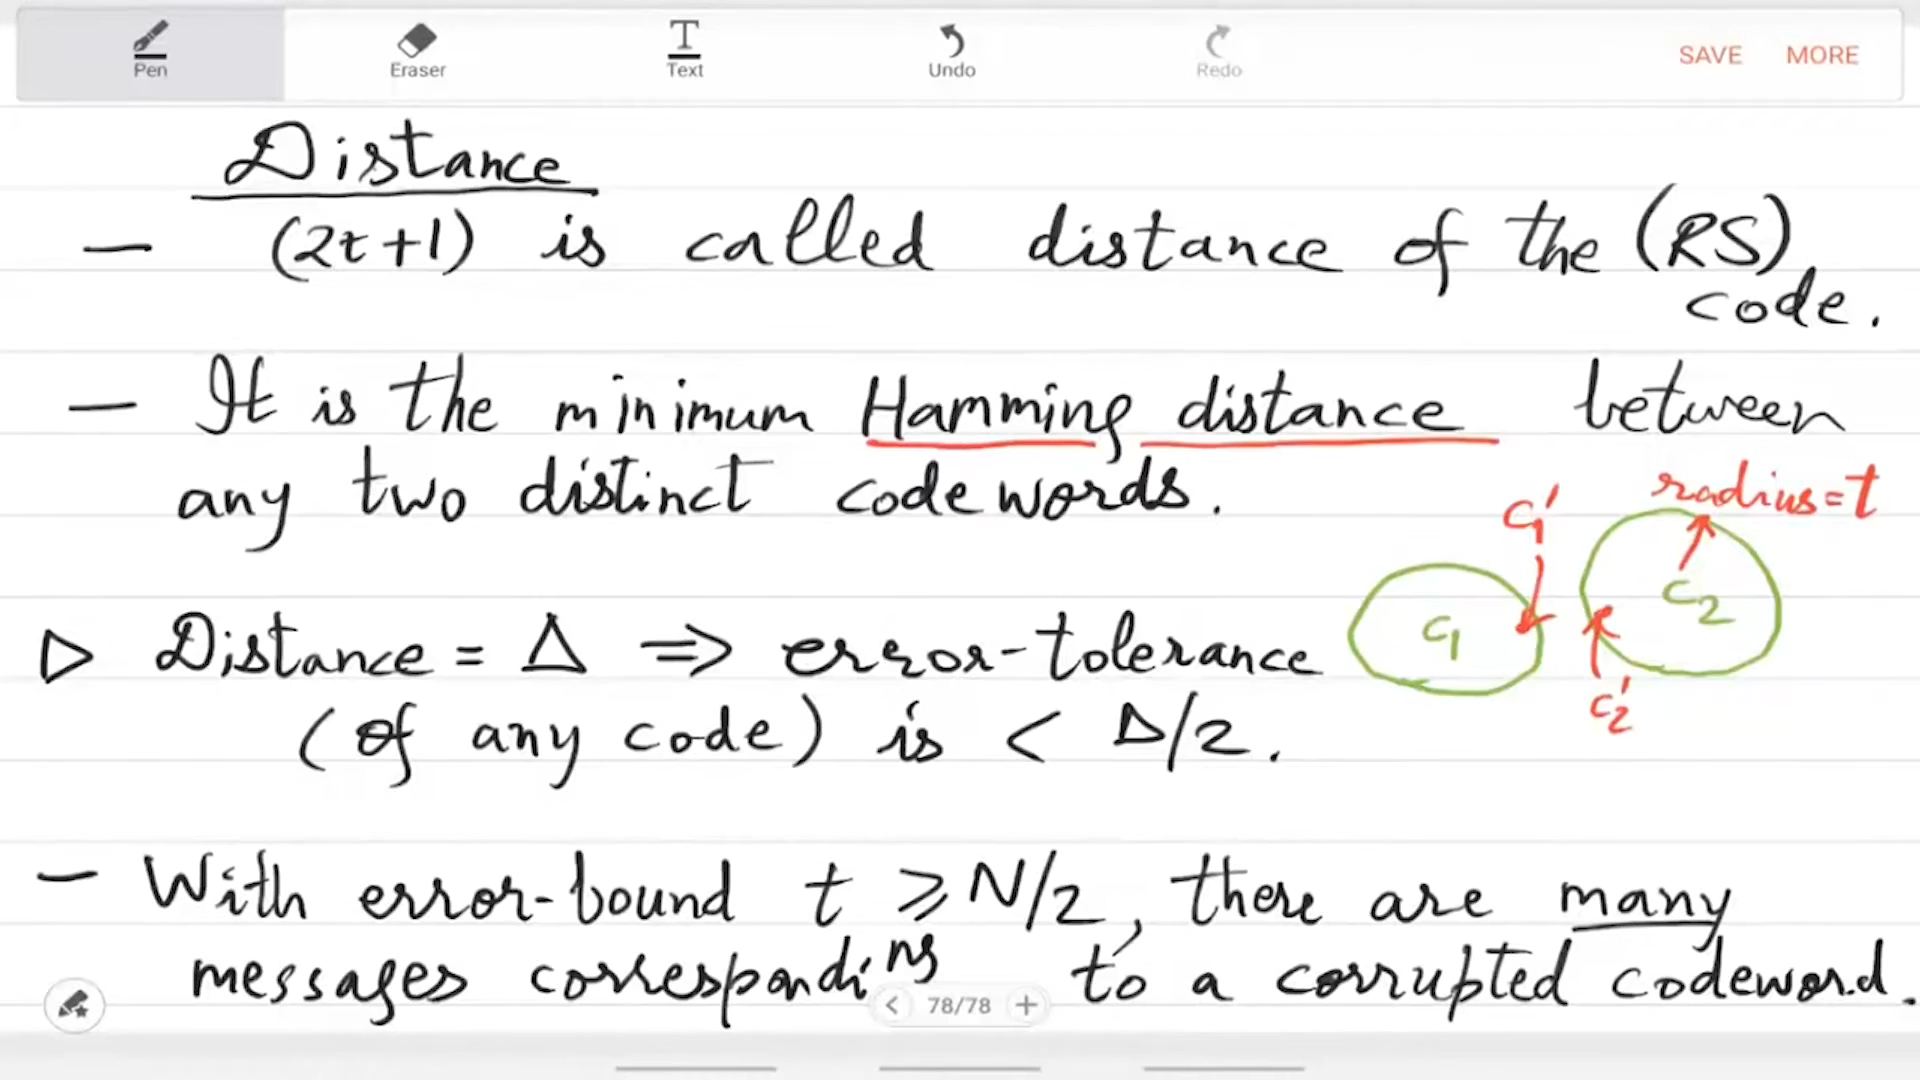 Pen Eraser Text Undo Redo SAVE MORE
Distance
— (2t+1) is called distance of the (RS)
code.
— It is the minimum Hamming distance between
any two distinct codewords.
radius=t
C1'
C1 C2
C2'
▷ Distance = Δ ⇒ error-tolerance
(of any code) is < Δ/2.
— With error-bound t ⩾ N/2, there are many
messages corresponding to a corrupted codeword.
< 78/78 +